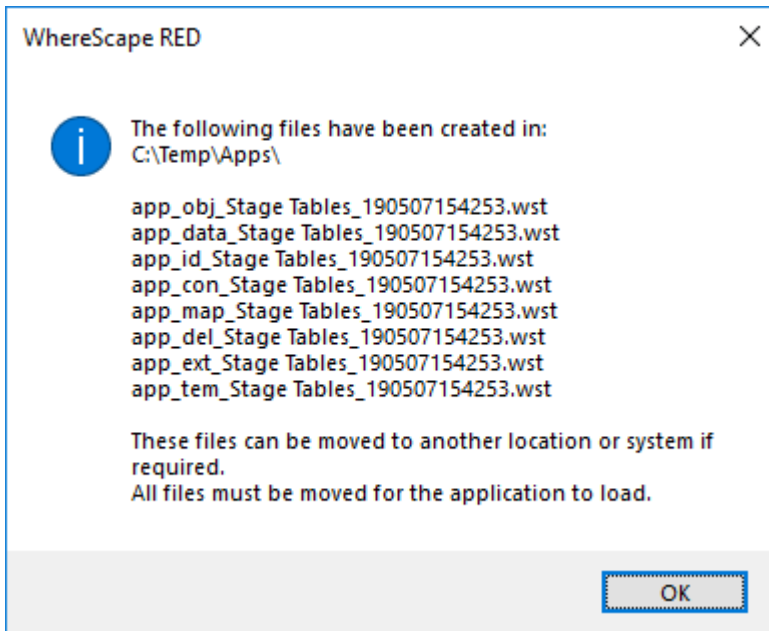 WhereScape RED
The following files have been created in:
C:\Temp\Apps\
app_obj_Stage Tables_190507154253.wst
app_data_Stage Tables_190507154253.wst
app_id_Stage Tables_190507154253.wst
app_con_Stage Tables_190507154253.wst
app_map_Stage Tables_190507154253.wst
app_del_Stage Tables_190507154253.wst
app_ext_Stage Tables_190507154253.wst
app_tem_Stage Tables_190507154253.wst
These files can be moved to another location or system if
required.
All files must be moved for the application to load.
OK